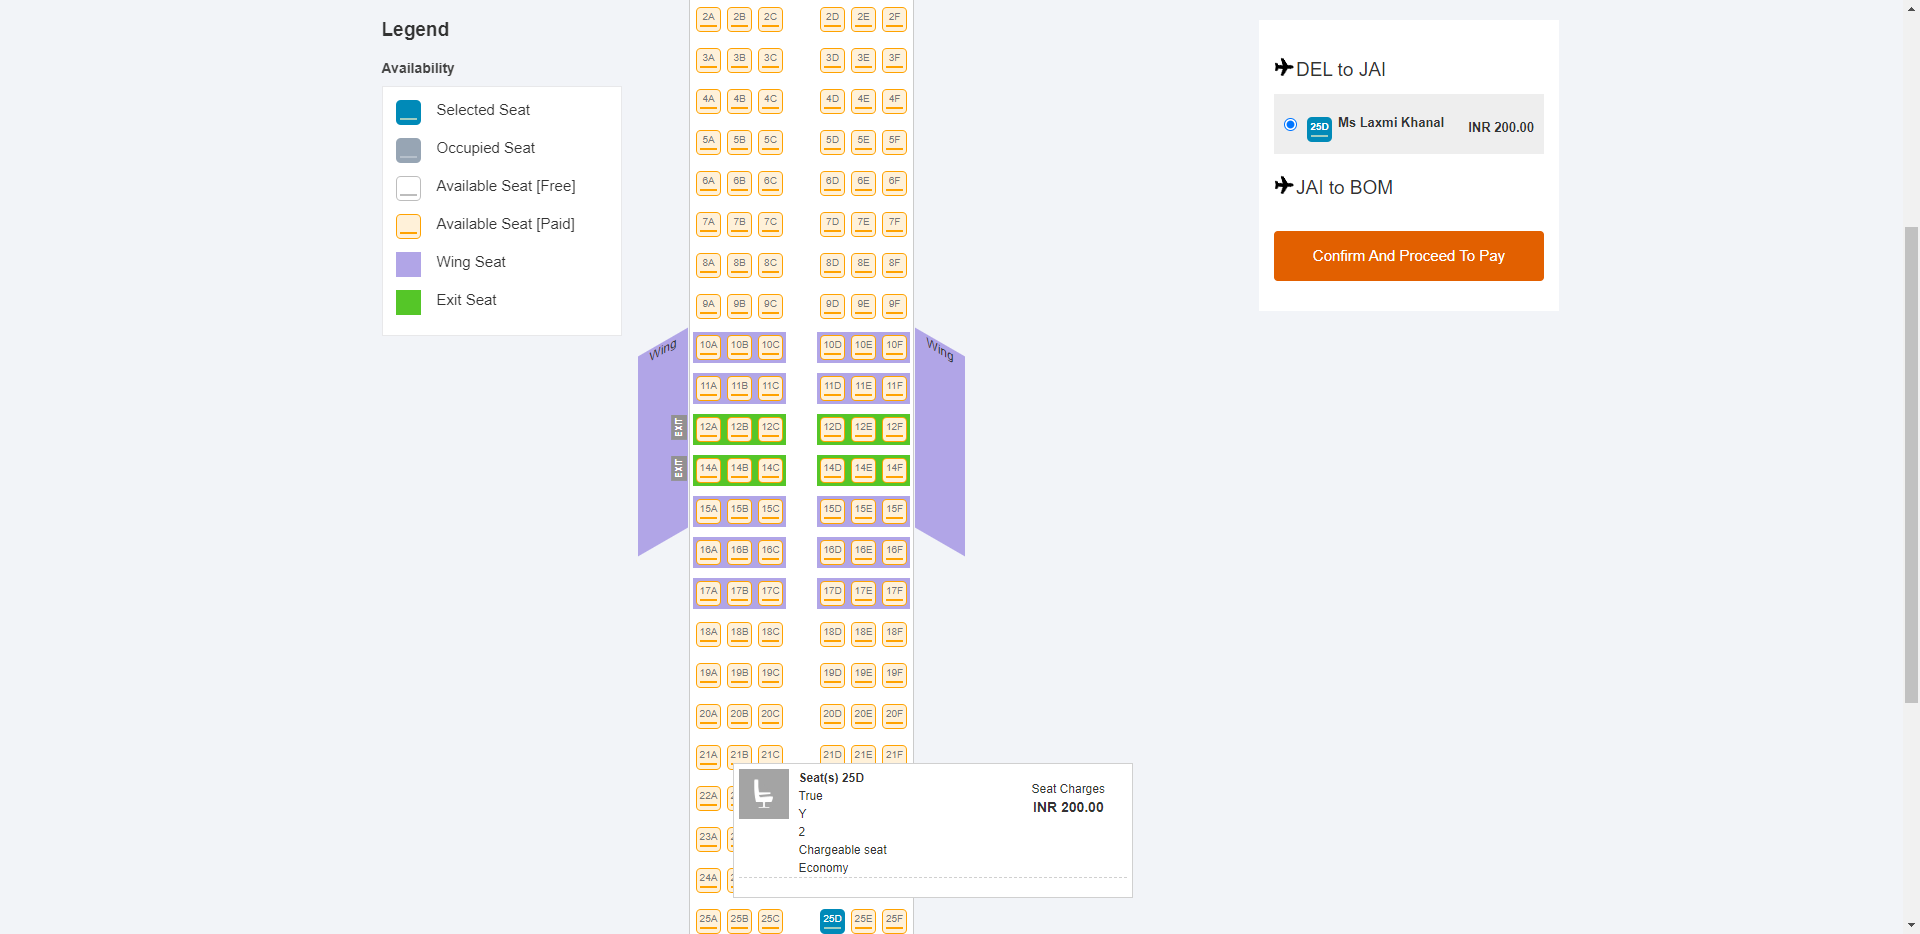 Legend
Availability
Selected Seat
Occupied Seat
Available Seat [Free]
Available Seat [Paid]
Wing Seat
Exit Seat
2A 2B 2C 2D 2E 2F
3A 3B 3C 3D 3E 3F
4A 4B 4C 4D 4E 4F
5A 5B 5C 5D 5E 5F
6A 6B 6C 6D 6E 6F
7A 7B 7C 7D 7E 7F
8A 8B 8C 8D 8E 8F
9A 9B 9C 9D 9E 9F
Wing 10A 10B 10C 10D 10E 10F Wing
11A 11B 11C 11D 11E 11F
EXIT 12A 12B 12C 12D 12E 12F
EXIT 14A 14B 14C 14D 14E 14F
15A 15B 15C 15D 15E 15F
16A 16B 16C 16D 16E 16F
17A 17B 17C 17D 17E 17F
18A 18B 18C 18D 18E 18F
19A 19B 19C 19D 19E 19F
20A 20B 20C 20D 20E 20F
21A 21B 21C 21D 21E 21F
22A
23A
24A
Seat(s) 25D
True
Y
2
Chargeable seat
Economy
Seat Charges
INR 200.00
25A 25B 25C 25D 25E 25F
DEL to JAI
25D Ms Laxmi Khanal INR 200.00
JAI to BOM
Confirm And Proceed To Pay